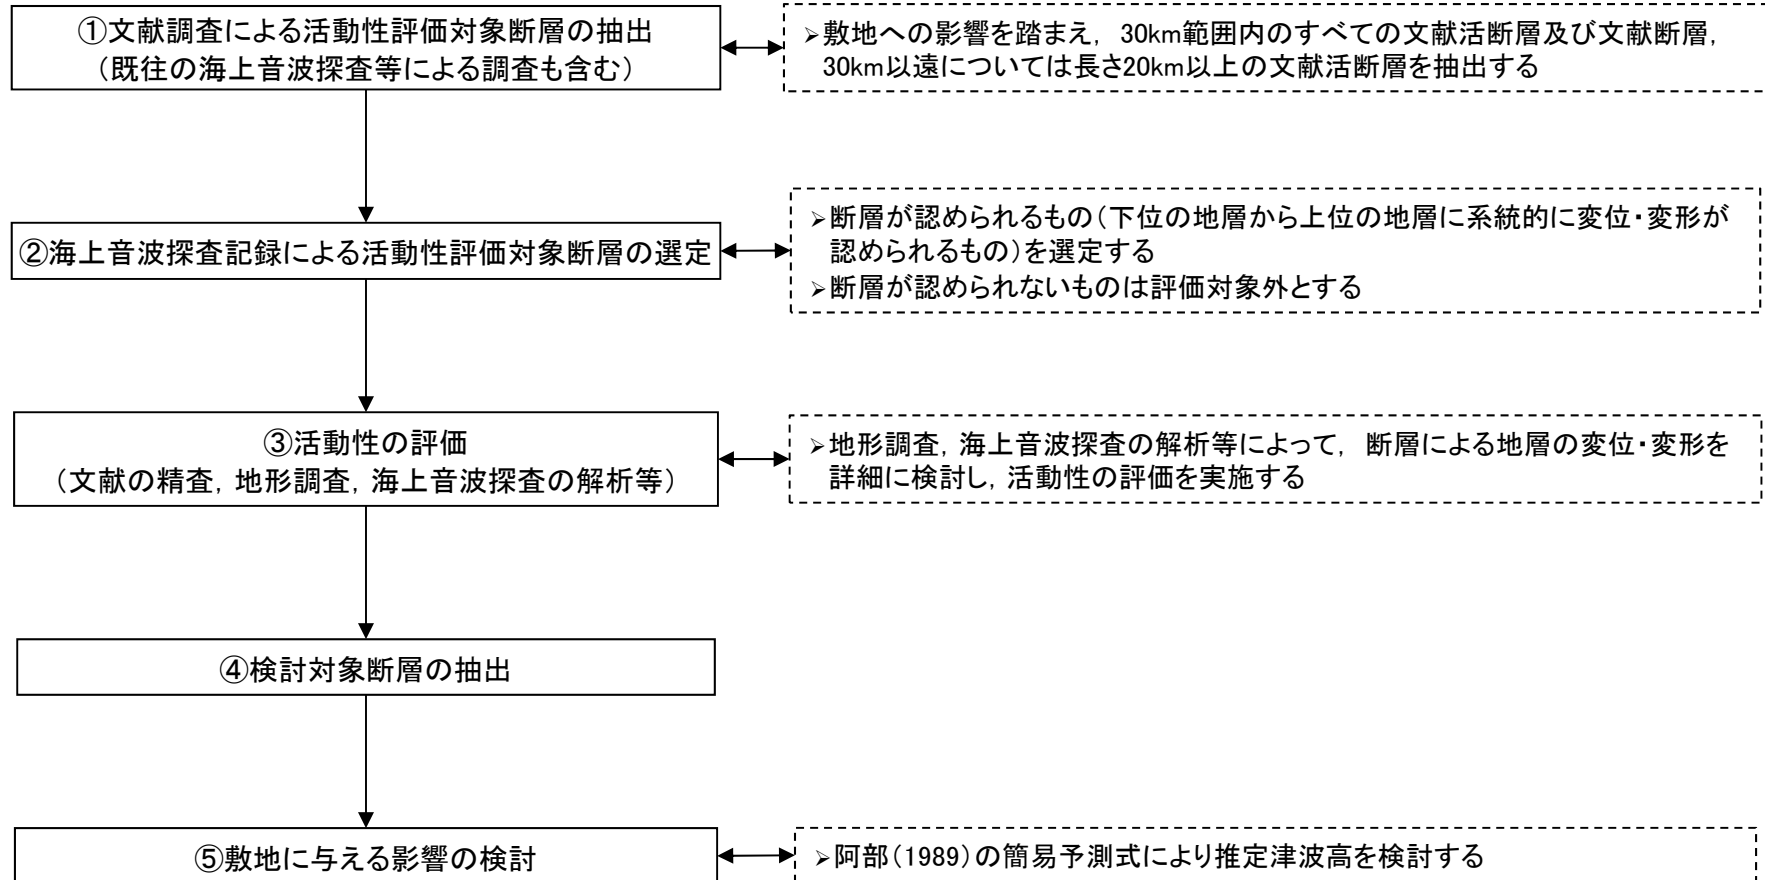 ①文献調査による活動性評価対象断層の抽出
（既往の海上音波探査等による調査も含む）
➢敷地への影響を踏まえ，30km範囲内のすべての文献活断層及び文献断層，
30km以遠については長さ20km以上の文献活断層を抽出する
②海上音波探査記録による活動性評価対象断層の選定
➢断層が認められるもの（下位の地層から上位の地層に系統的に変位・変形が
認められるもの）を選定する
➢断層が認められないものは評価対象外とする
③活動性の評価
（文献の精査，地形調査，海上音波探査の解析等）
➢地形調査，海上音波探査の解析等によって，断層による地層の変位・変形を
詳細に検討し，活動性の評価を実施する
④検討対象断層の抽出
⑤敷地に与える影響の検討
➢阿部（1989）の簡易予測式により推定津波高を検討する